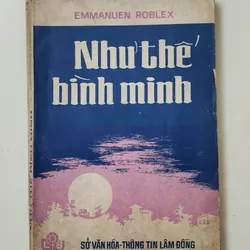 EMMANUEN ROBLEX
Như thế
bình minh
SỞ VĂN HÓA-THÔNG TIN LÂM ĐỒNG